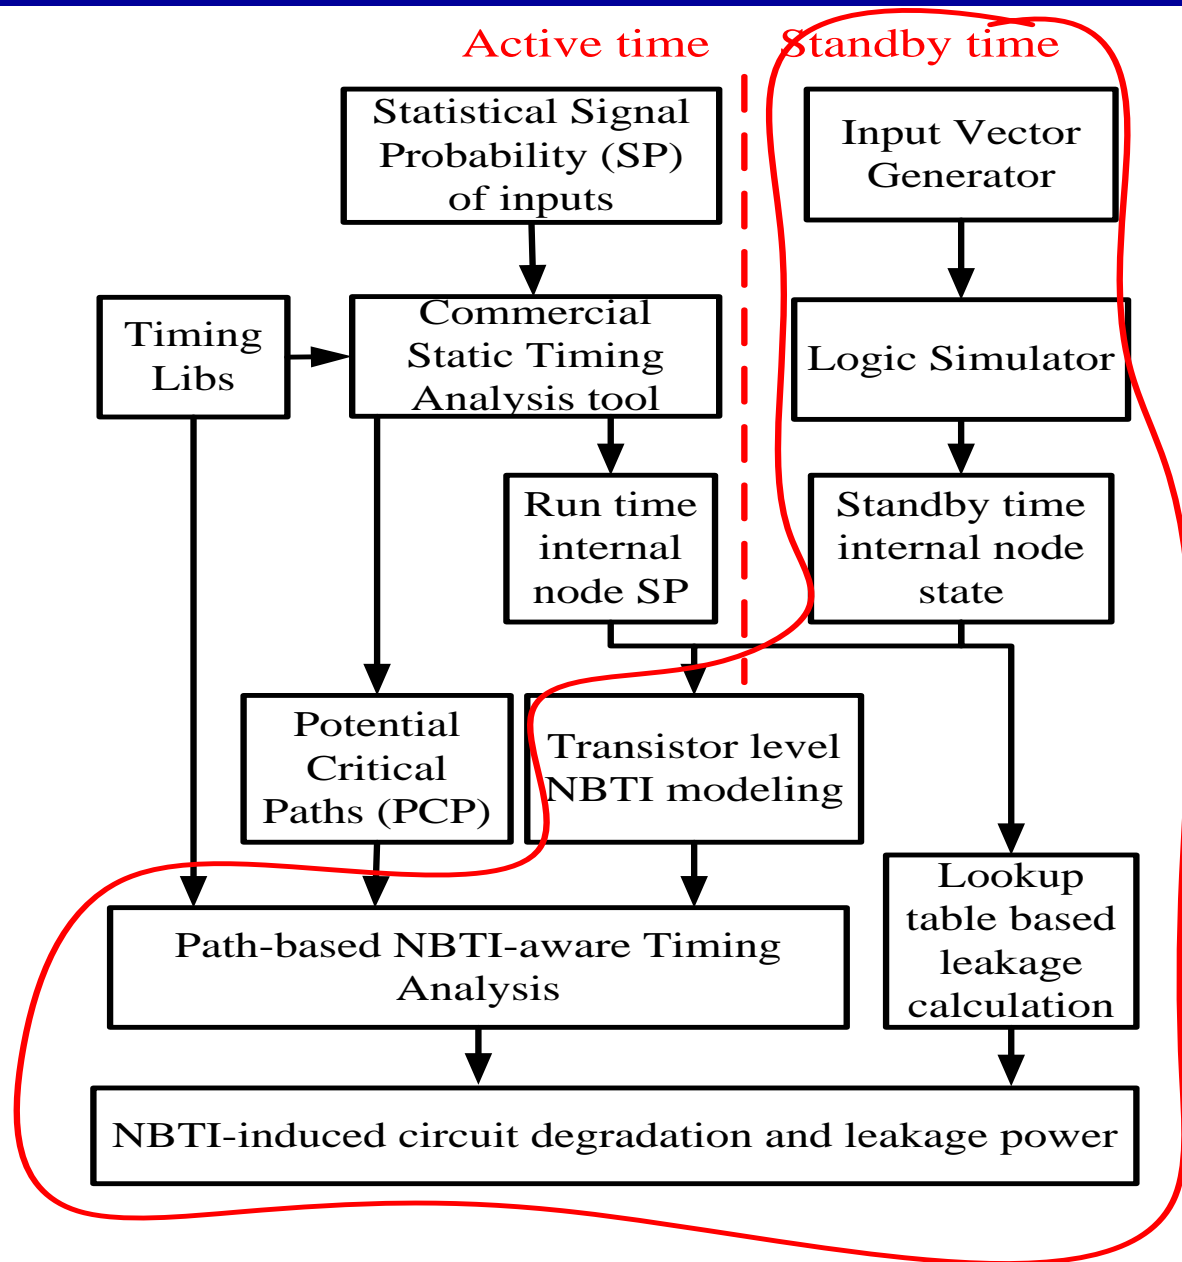 Active time
Standby time
Statistical Signal
Probability (SP)
of inputs
Input Vector
Generator
Timing
Libs
Commercial
Static Timing
Analysis tool
Logic Simulator
Run time
internal
node SP
Standby time
internal node
state
Potential
Critical
Paths (PCP)
Transistor level
NBTI modeling
Lookup
table based
leakage
calculation
Path-based NBTI-aware Timing
Analysis
NBTI-induced circuit degradation and leakage power